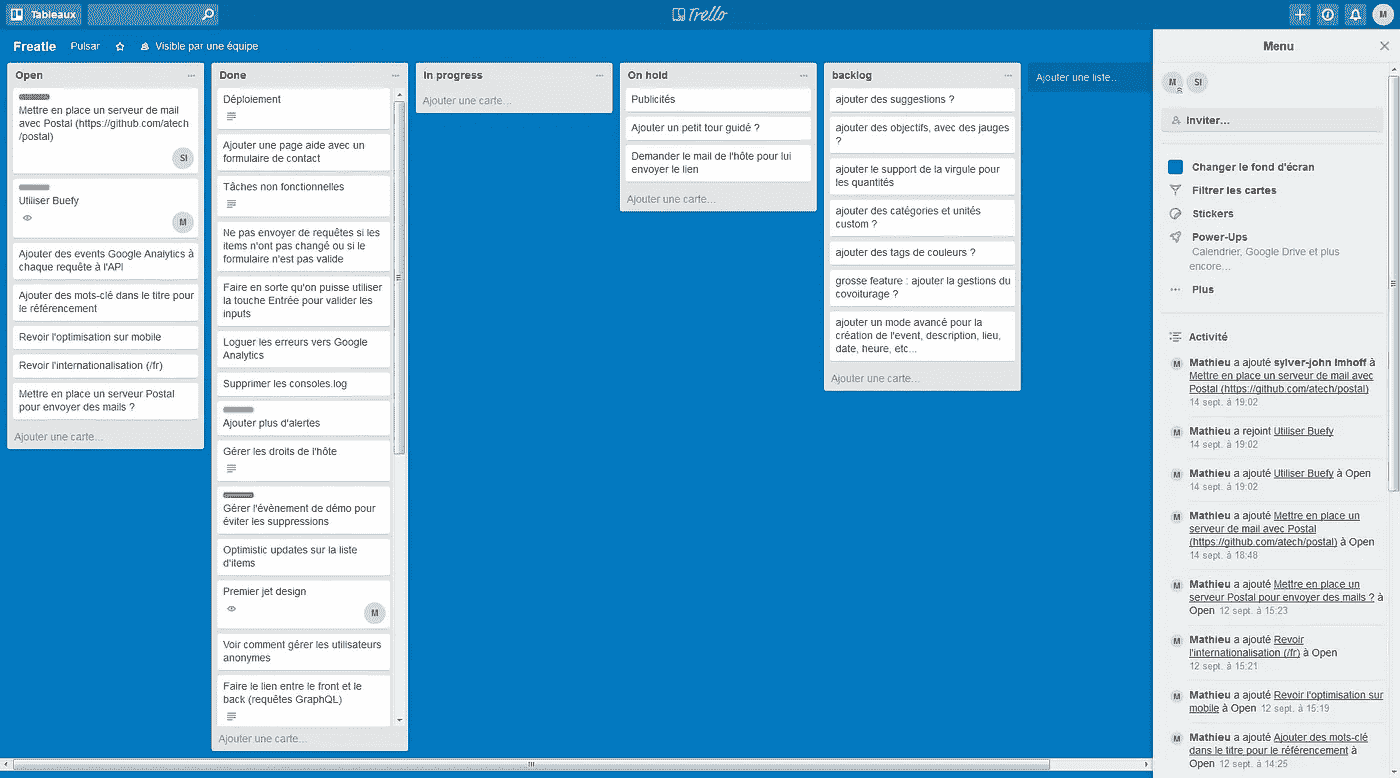 Tableaux
Trello
M
Freatle
Pulsar
Visible par une équipe
Open
Mettre en place un serveur de mail
avec Postal (https://github.com/atech
/postal)
SI
Utiliser Buefy
M
Ajouter des events Google Analytics à
chaque requête à l'API
Ajouter des mots-clé dans le titre pour
le référencement
Revoir l'optimisation sur mobile
Revoir l'internationalisation (/fr)
Mettre en place un serveur Postal
pour envoyer des mails ?
Ajouter une carte...
Done
Déploiement
Ajouter une page aide avec un
formulaire de contact
Tâches non fonctionnelles
Ne pas envoyer de requêtes si les
items n'ont pas changé ou si le
formulaire n'est pas valide
Faire en sorte qu'on puisse utiliser
la touche Entrée pour valider les
inputs
Loguer les erreurs vers Google
Analytics
Supprimer les consoles.log
Ajouter plus d'alertes
Gérer les droits de l'hôte
Gérer l'évènement de démo pour
éviter les suppressions
Optimistic updates sur la liste
d'items
Premier jet design
M
Voir comment gérer les utilisateurs
anonymes
Faire le lien entre le front et le
back (requêtes GraphQL)
Ajouter une carte...
In progress
Ajouter une carte...
On hold
Publicités
Ajouter un petit tour guidé ?
Demander le mail de l'hôte pour lui
envoyer le lien
Ajouter une carte...
backlog
ajouter des suggestions ?
ajouter des objectifs, avec des jauges
?
ajouter le support de la virgule pour
les quantités
ajouter des catégories et unités
custom ?
ajouter des tags de couleurs ?
grosse feature : ajouter la gestions du
covoiturage ?
ajouter un mode avancé pour la
création de l'event, description, lieu,
date, heure, etc...
Ajouter une carte...
Ajouter une liste..
Menu
M
SI
Inviter...
Changer le fond d'écran
Filtrer les cartes
Stickers
Power-Ups
Calendrier, Google Drive et plus
encore...
Plus
Activité
M Mathieu a ajouté sylver-john Imhoff à
Mettre en place un serveur de mail avec
Postal (https://github.com/atech/postal)
14 sept. à 19:02
M Mathieu a rejoint Utiliser Buefy
14 sept. à 19:02
M Mathieu a ajouté Utiliser Buefy à Open
14 sept. à 19:02
M Mathieu a ajouté Mettre en place un
serveur de mail avec Postal
(https://github.com/atech/postal) à Open
14 sept. à 18:48
M Mathieu a ajouté Mettre en place un
serveur Postal pour envoyer des mails ? à
Open 12 sept. à 15:23
M Mathieu a ajouté Revoir
l'internationalisation (/fr) à Open
12 sept. à 15:21
M Mathieu a ajouté Revoir l'optimisation sur
mobile à Open 12 sept. à 15:19
M Mathieu a ajouté Ajouter des mots-clé
dans le titre pour le référencement à
Open 12 sept. à 14:25